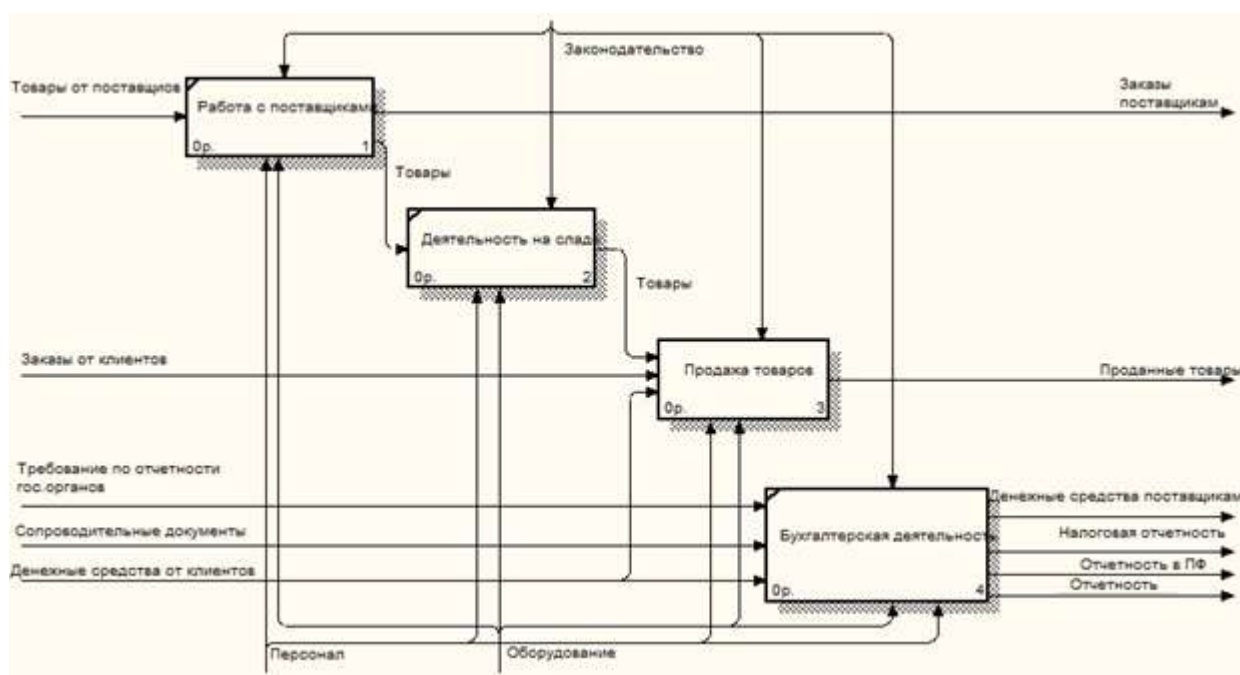 Законодательство
Товары от поставщиов
Заказы
поставщикам
Работа с поставщиками
0р.
1
Товары
Деятельность на слад
0р.
2
Товары
Заказы от клиентов
Продажа товаров
0р.
3
Проданные товары
Требование по отчетности
гос.органов
Сопроводительные документы
Денежные средства от клиентов
Бухгалтерская деятельность
0р.
4
Денежные средства поставщикам
Налоговая отчетность
Отчетность в ПФ
Отчетность
Персонал
Оборудование